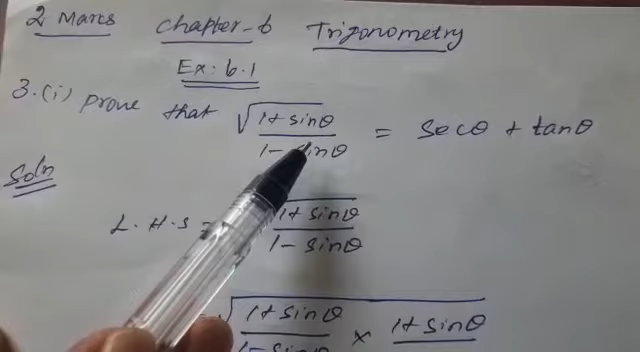 2 Marks Chapter-6 Trigonometry
Ex: 6.1
3.(i) prove that √(1+sinθ / 1-sinθ) = secθ + tanθ
Soln
L.H.S = 1+sinθ / 1-sinθ
= √(1+sinθ / 1-sinθ × 1+sinθ